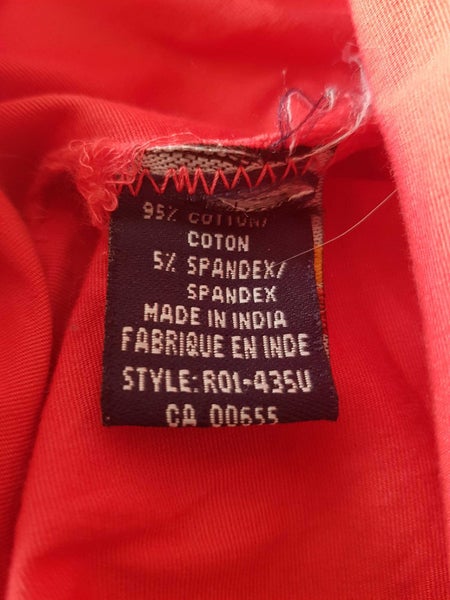 95% COTTON/
COTON
5% SPANDEX/
SPANDEX
MADE IN INDIA
FABRIQUE EN INDE
STYLE: R01-435U
CA 00655